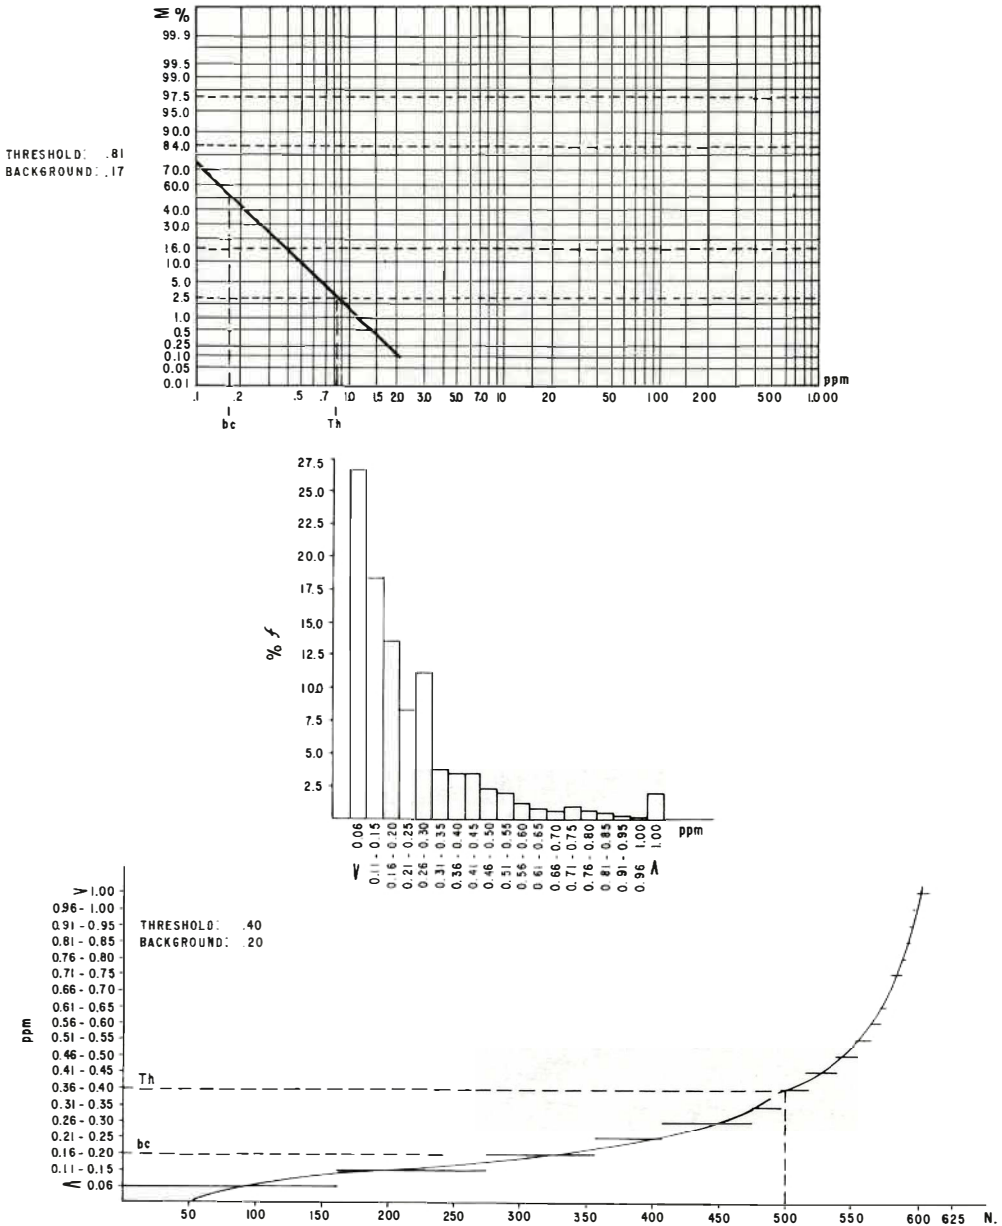 M %
99.9
99.5
99.0
97.5
95.0
90.0
84.0
THRESHOLD: .81
BACKGROUND: .17
70.0
60.0
40.0
30.0
16.0
10.0
5.0
2.5
1.0
0.5
0.25
0.10
0.05
0.01
ppm
.1 .2 .5 .7 1.0 1.5 2.0 3.0 5.0 7.0 10 20 50 100 200 500 1.000
bc Th
27.5
25.0
22.5
20.0
17.5
15.0
12.5
10.0
7.5
5.0
2.5
% f
< 0.06
0.11 - 0.15
0.16 - 0.20
0.21 - 0.25
0.26 - 0.30
0.31 - 0.35
0.36 - 0.40
0.41 - 0.45
0.46 - 0.50
0.51 - 0.55
0.56 - 0.60
0.61 - 0.65
0.66 - 0.70
0.71 - 0.75
0.76 - 0.80
0.81 - 0.85
0.91 - 0.95
0.96 1.00
> 1.00
ppm
> 1.00
0.96 - 1.00
0.91 - 0.95
0.81 - 0.85
0.76 - 0.80
0.71 - 0.75
0.66 - 0.70
0.61 - 0.65
0.56 - 0.60
0.51 - 0.55
0.46 - 0.50
0.41 - 0.45
0.36 - 0.40
0.31 - 0.35
0.26 - 0.30
0.21 - 0.25
0.16 - 0.20
0.11 - 0.15
< 0.06
ppm
THRESHOLD: .40
BACKGROUND: .20
Th
bc
50 100 150 200 250 300 350 400 450 500 550 600 625 N.